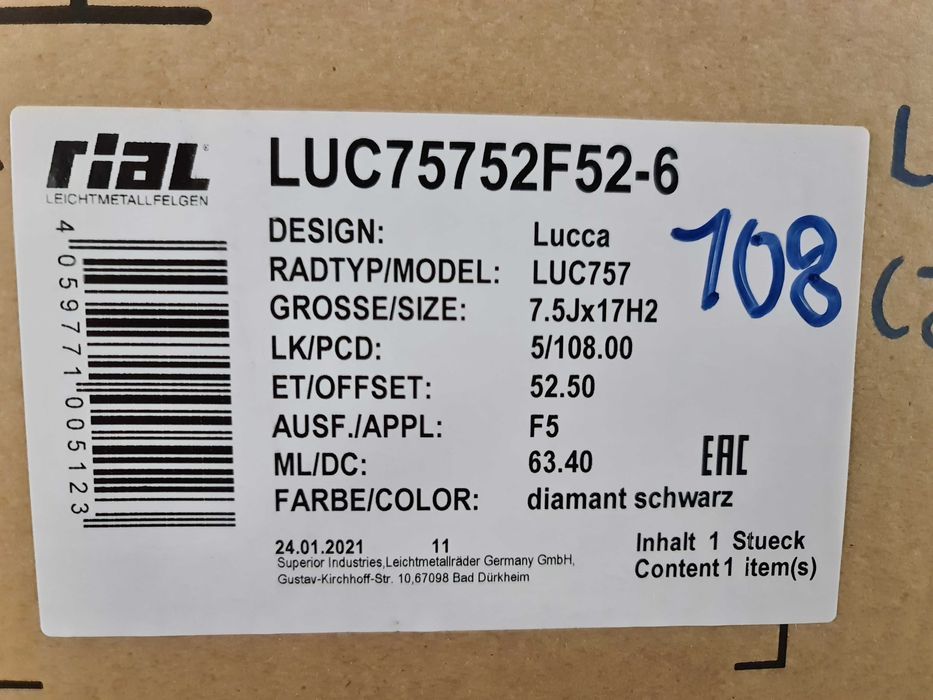 rial®
LEICHTMETALLFELGEN
LUC75752F52-6
4 059771 005123
DESIGN: Lucca
RADTYP/MODEL: LUC757
GROSSE/SIZE: 7.5Jx17H2
LK/PCD: 5/108.00
ET/OFFSET: 52.50
AUSF./APPL: F5
ML/DC: 63.40
FARBE/COLOR: diamant schwarz
108
EAC
24.01.2021 11
Superior Industries,Leichtmetallräder Germany GmbH,
Gustav-Kirchhoff-Str. 10,67098 Bad Dürkheim
Inhalt 1 Stueck
Content 1 item(s)